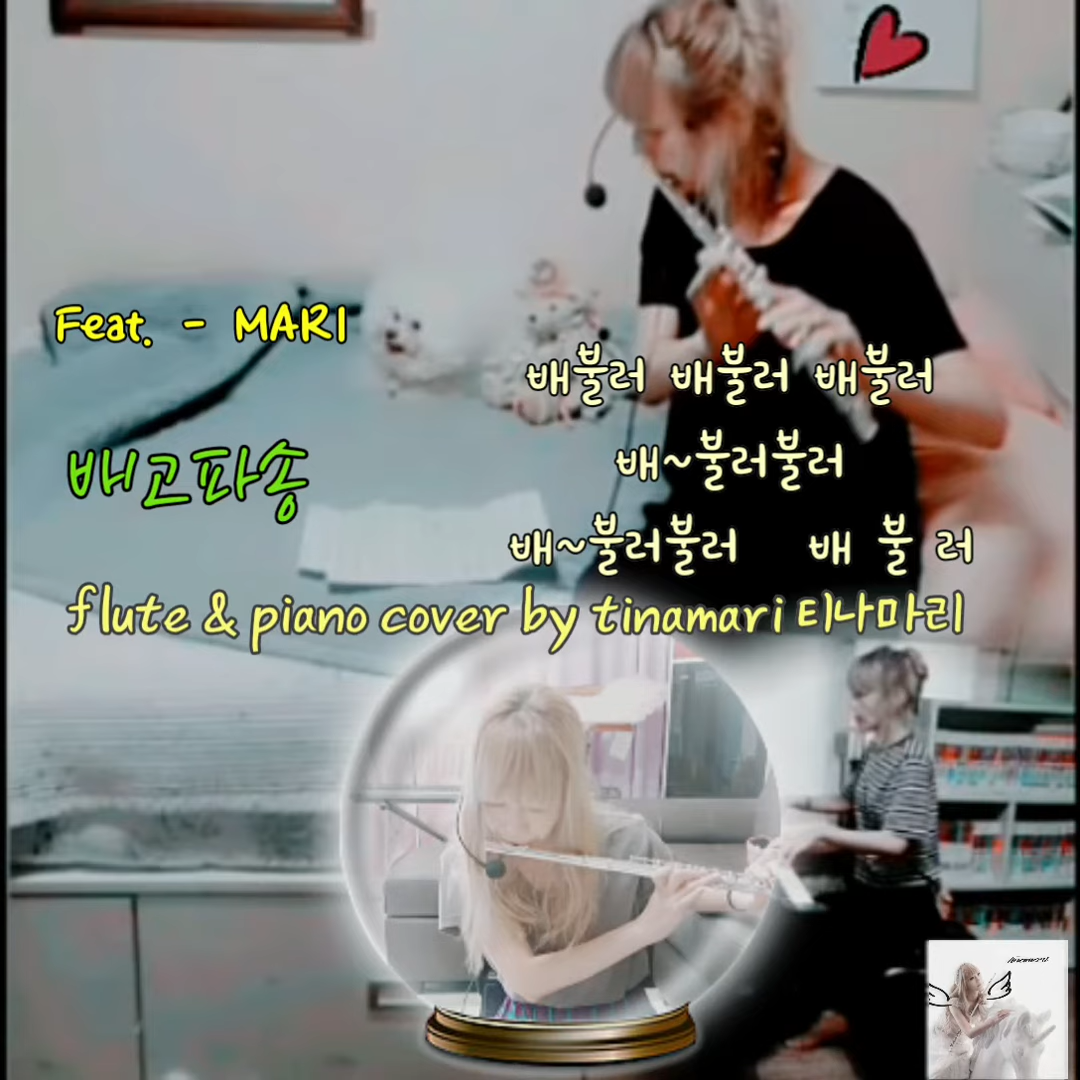 Feat. - MARI
배불러 배불러 배불러
배~불러불러
배고파송
배~불러불러 배 불 러
flute & piano cover by tinamari 티나마리